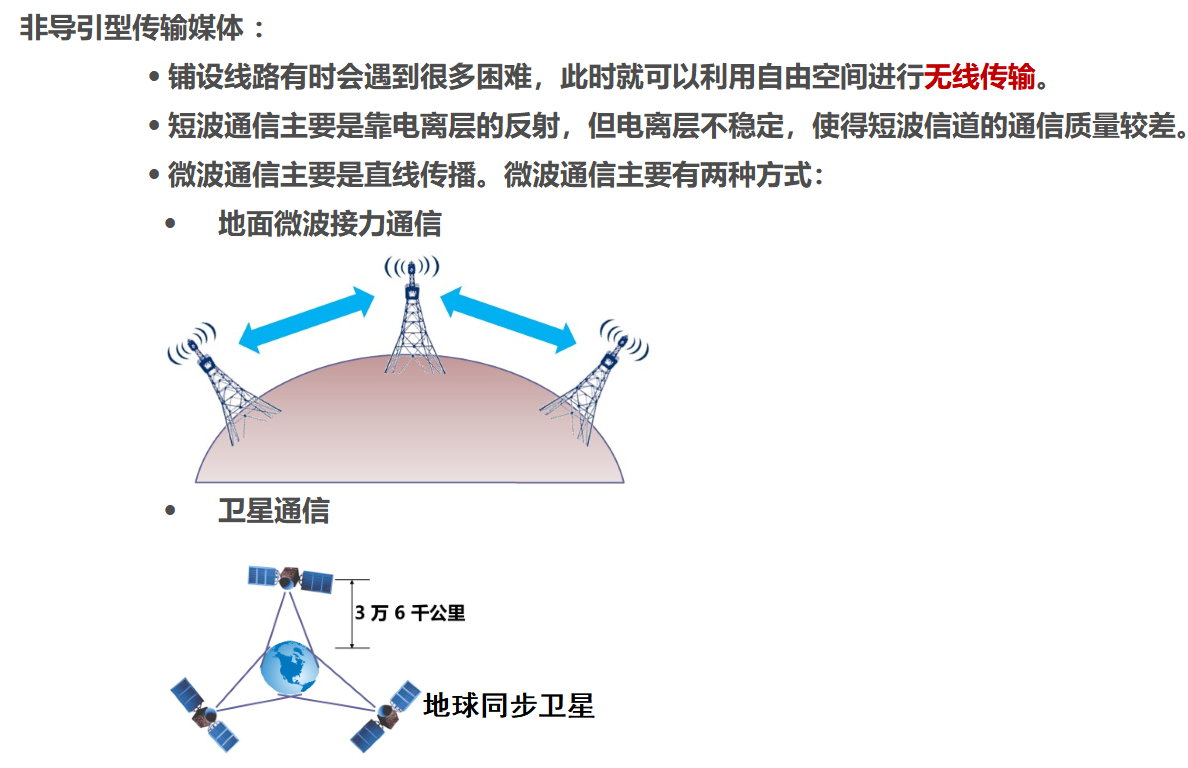 非导引型传输媒体：
• 铺设线路有时会遇到很多困难，此时就可以利用自由空间进行无线传输。
• 短波通信主要是靠电离层的反射，但电离层不稳定，使得短波信道的通信质量较差。
• 微波通信主要是直线传播。微波通信主要有两种方式：
• 地面微波接力通信
• 卫星通信
3 万 6 千公里
地球同步卫星